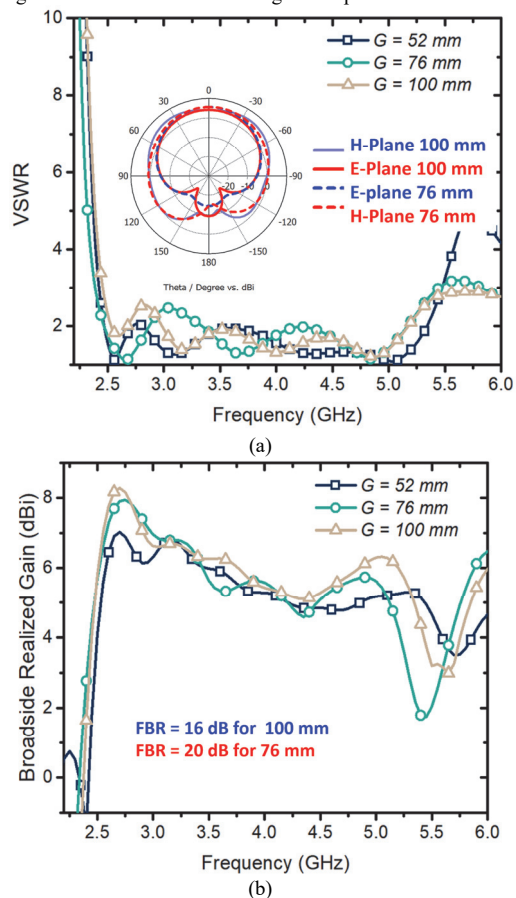 10
8
6
4
2
VSWR
G = 52 mm
G = 76 mm
G = 100 mm
30 0 -30
60 -60
90 -90
120 -120
150 -150
180
-20 -10 0 10
Theta / Degree vs. dBi
H-Plane 100 mm
E-Plane 100 mm
E-plane 76 mm
H-Plane 76 mm
2.5 3.0 3.5 4.0 4.5 5.0 5.5 6.0
Frequency (GHz)
(a)
8
6
4
2
0
Broadside Realized Gain (dBi)
G = 52 mm
G = 76 mm
G = 100 mm
FBR = 16 dB for 100 mm
FBR = 20 dB for 76 mm
2.5 3.0 3.5 4.0 4.5 5.0 5.5 6.0
Frequency (GHz)
(b)